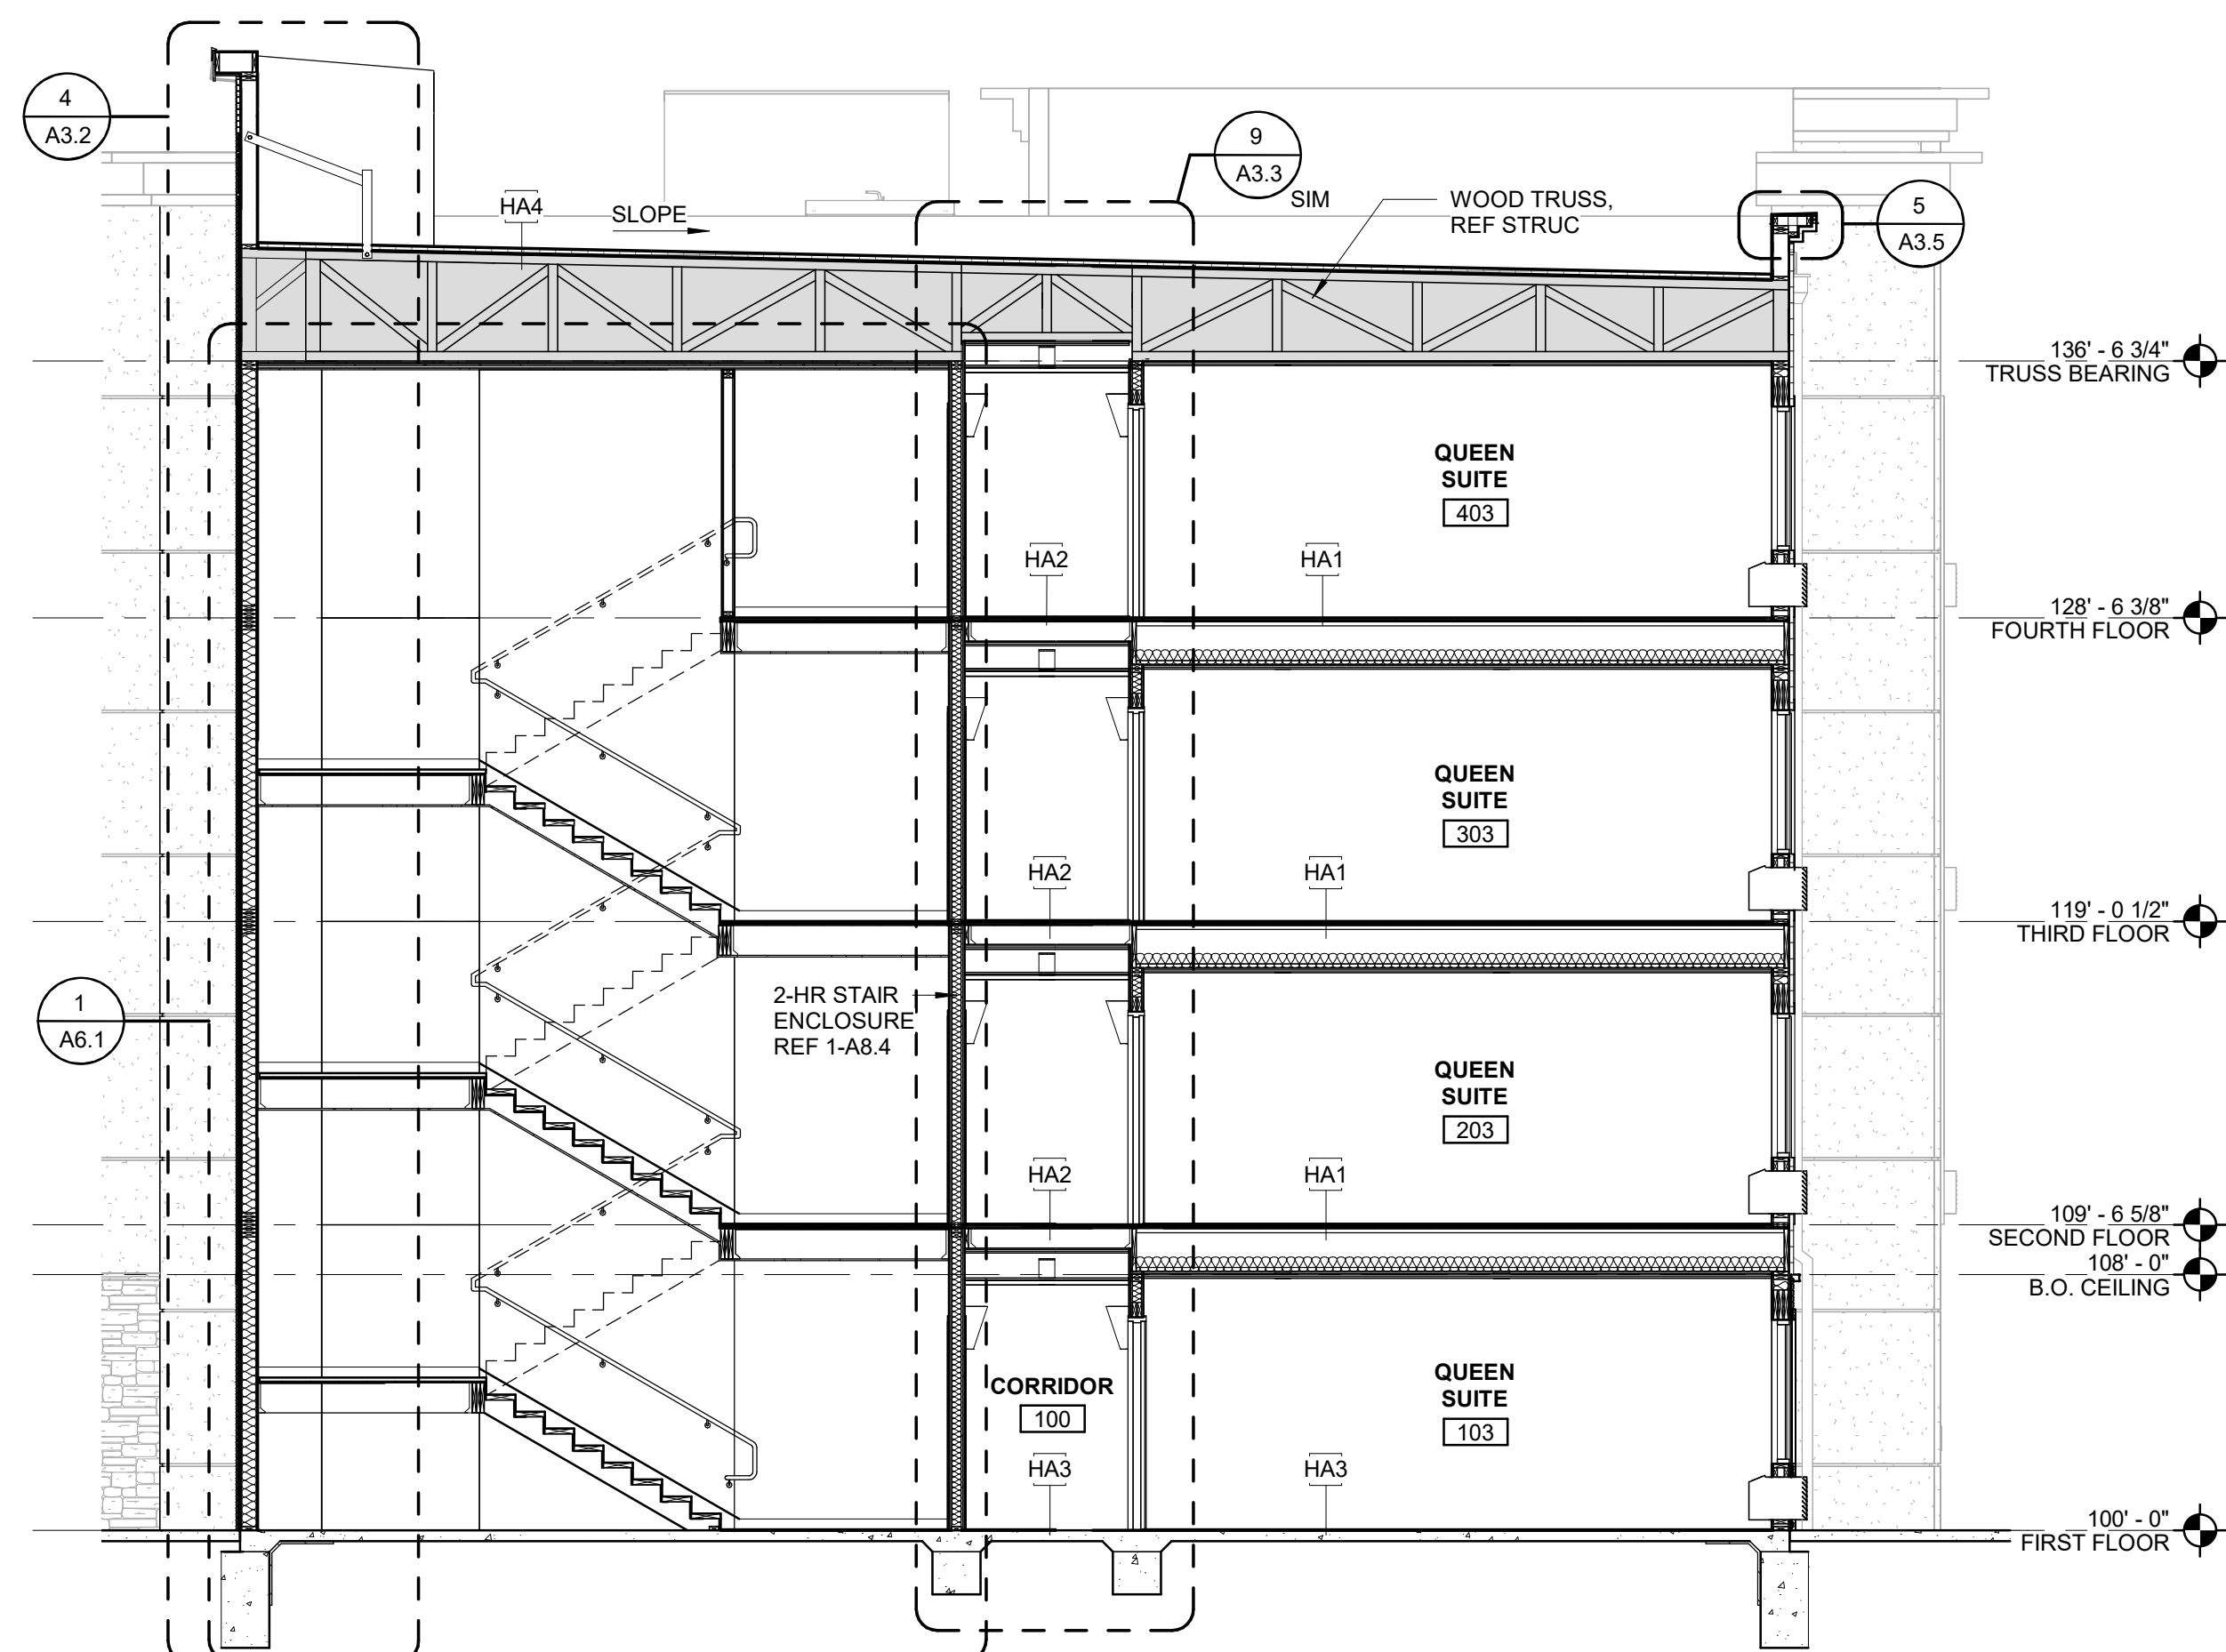 4
A3.2
9
A3.3
SIM
WOOD TRUSS,
REF STRUC
5
A3.5
HA4
SLOPE
136' - 6 3/4"
TRUSS BEARING
QUEEN
SUITE
403
HA2
HA1
128' - 6 3/8"
FOURTH FLOOR
QUEEN
SUITE
303
HA2
HA1
119' - 0 1/2"
THIRD FLOOR
1
A6.1
2-HR STAIR
ENCLOSURE
REF 1-A8.4
QUEEN
SUITE
203
HA2
HA1
109' - 6 5/8"
SECOND FLOOR
108' - 0"
B.O. CEILING
CORRIDOR
100
QUEEN
SUITE
103
HA3
HA3
100' - 0"
FIRST FLOOR